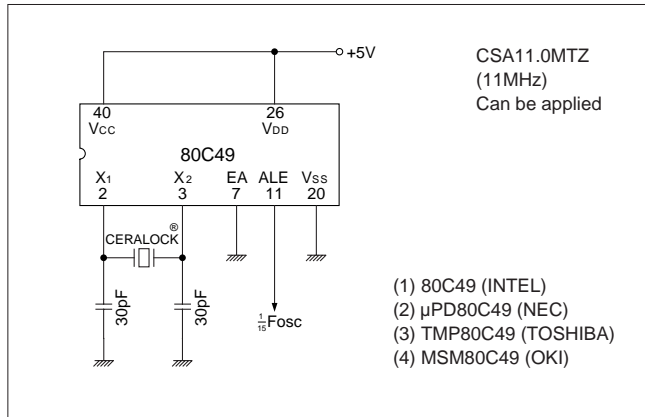 +5V
CSA11.0MTZ
(11MHz)
Can be applied
40 26
VCC VDD
80C49
X1 X2 EA ALE VSS
2 3 7 11 20
CERALOCK®
30pF 30pF
1/15 Fosc
(1) 80C49 (INTEL)
(2) µPD80C49 (NEC)
(3) TMP80C49 (TOSHIBA)
(4) MSM80C49 (OKI)